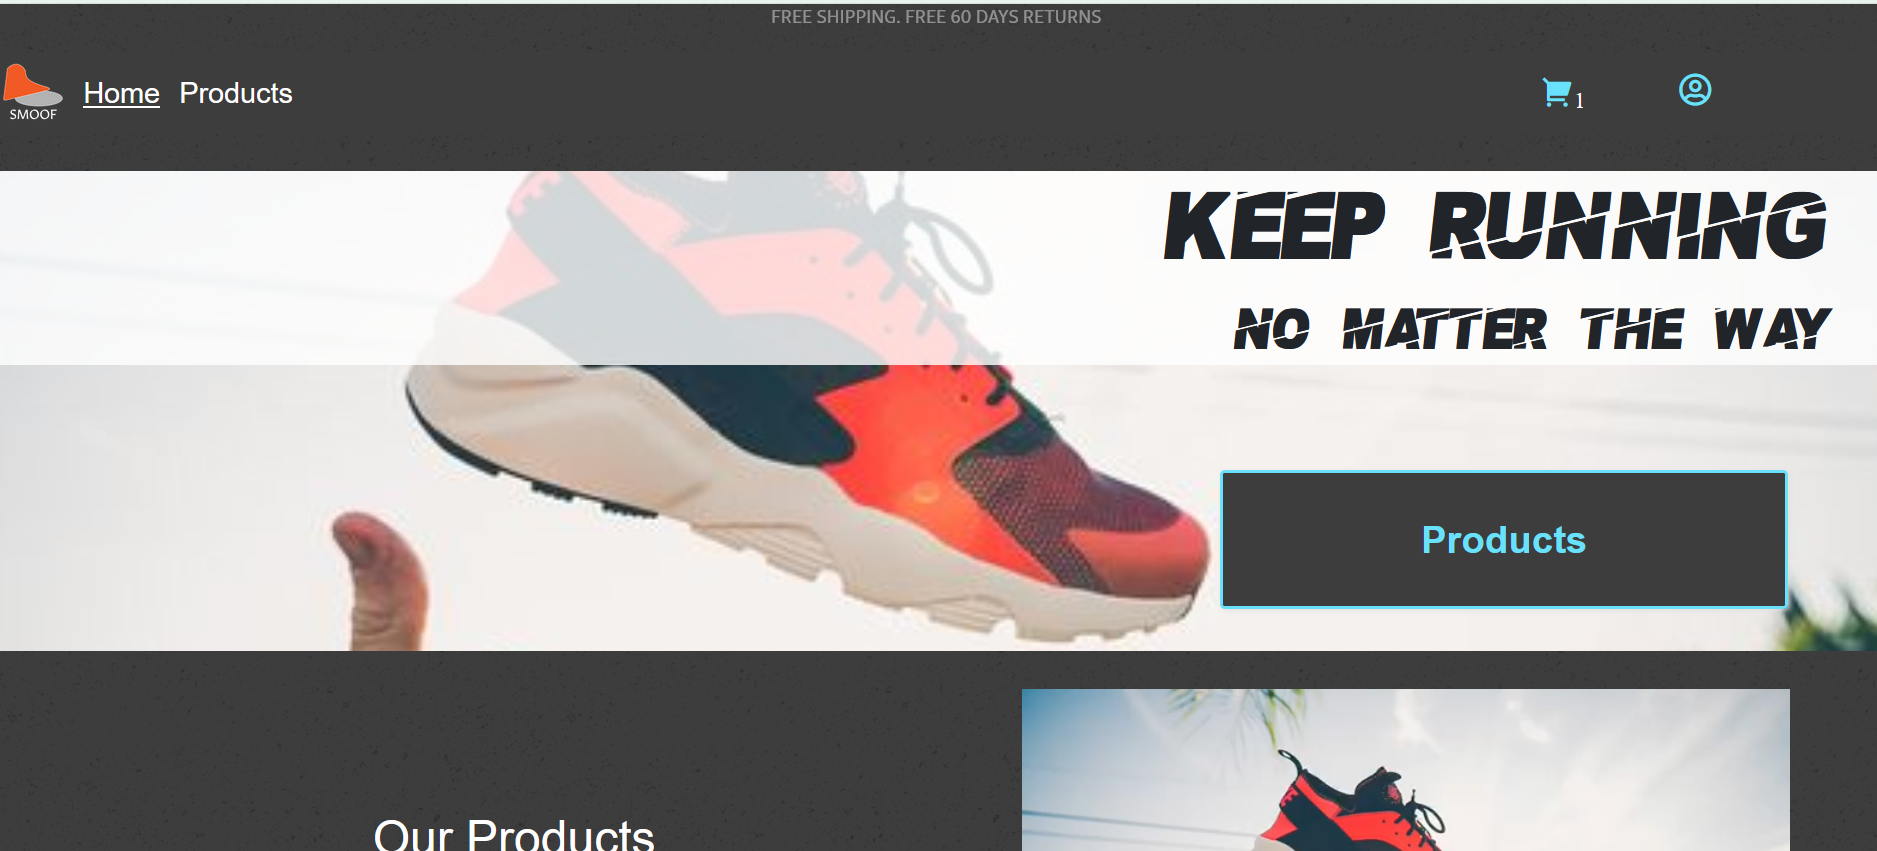 FREE SHIPPING. FREE 60 DAYS RETURNS
SMOOF
Home Products
1
KEEP RUNNING
NO MATTER THE WAY
Products
Our Products